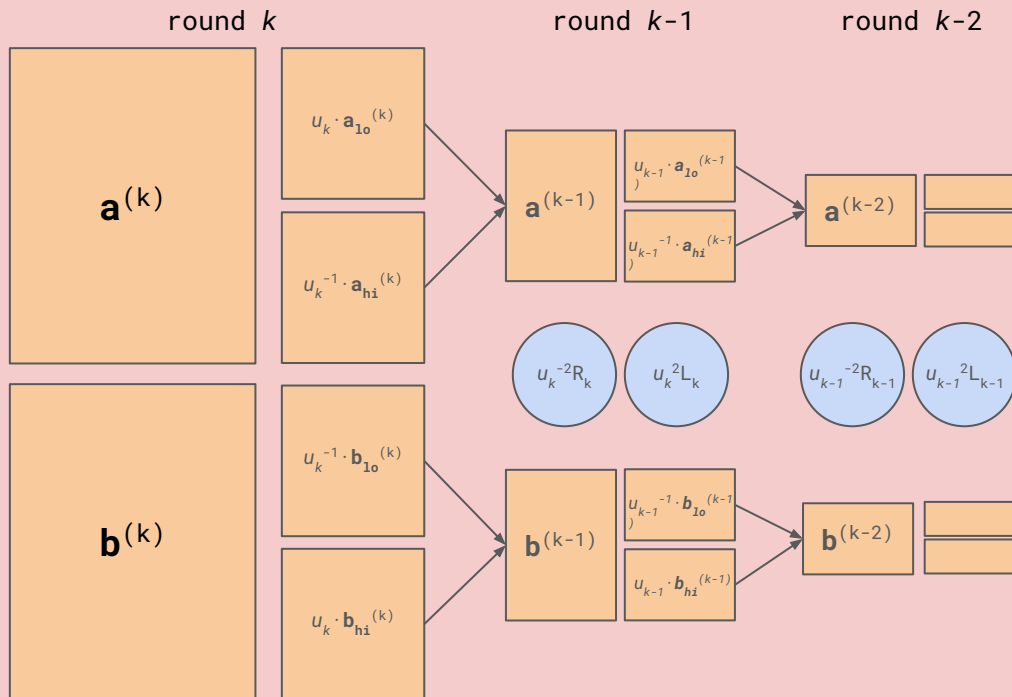 round k
round k-1
round k-2
a(k)
uk · alo(k)
uk-1 · ahi(k)
a(k-1)
uk-1 · alo(k-1
)
uk-1-1 · ahi(k-1
)
a(k-2)
uk-2Rk
uk2Lk
uk-1-2Rk-1
uk-12Lk-1
b(k)
uk-1 · blo(k)
uk · bhi(k)
b(k-1)
uk-1-1 · blo(k-1
)
uk-1 · bhi(k-1)
b(k-2)